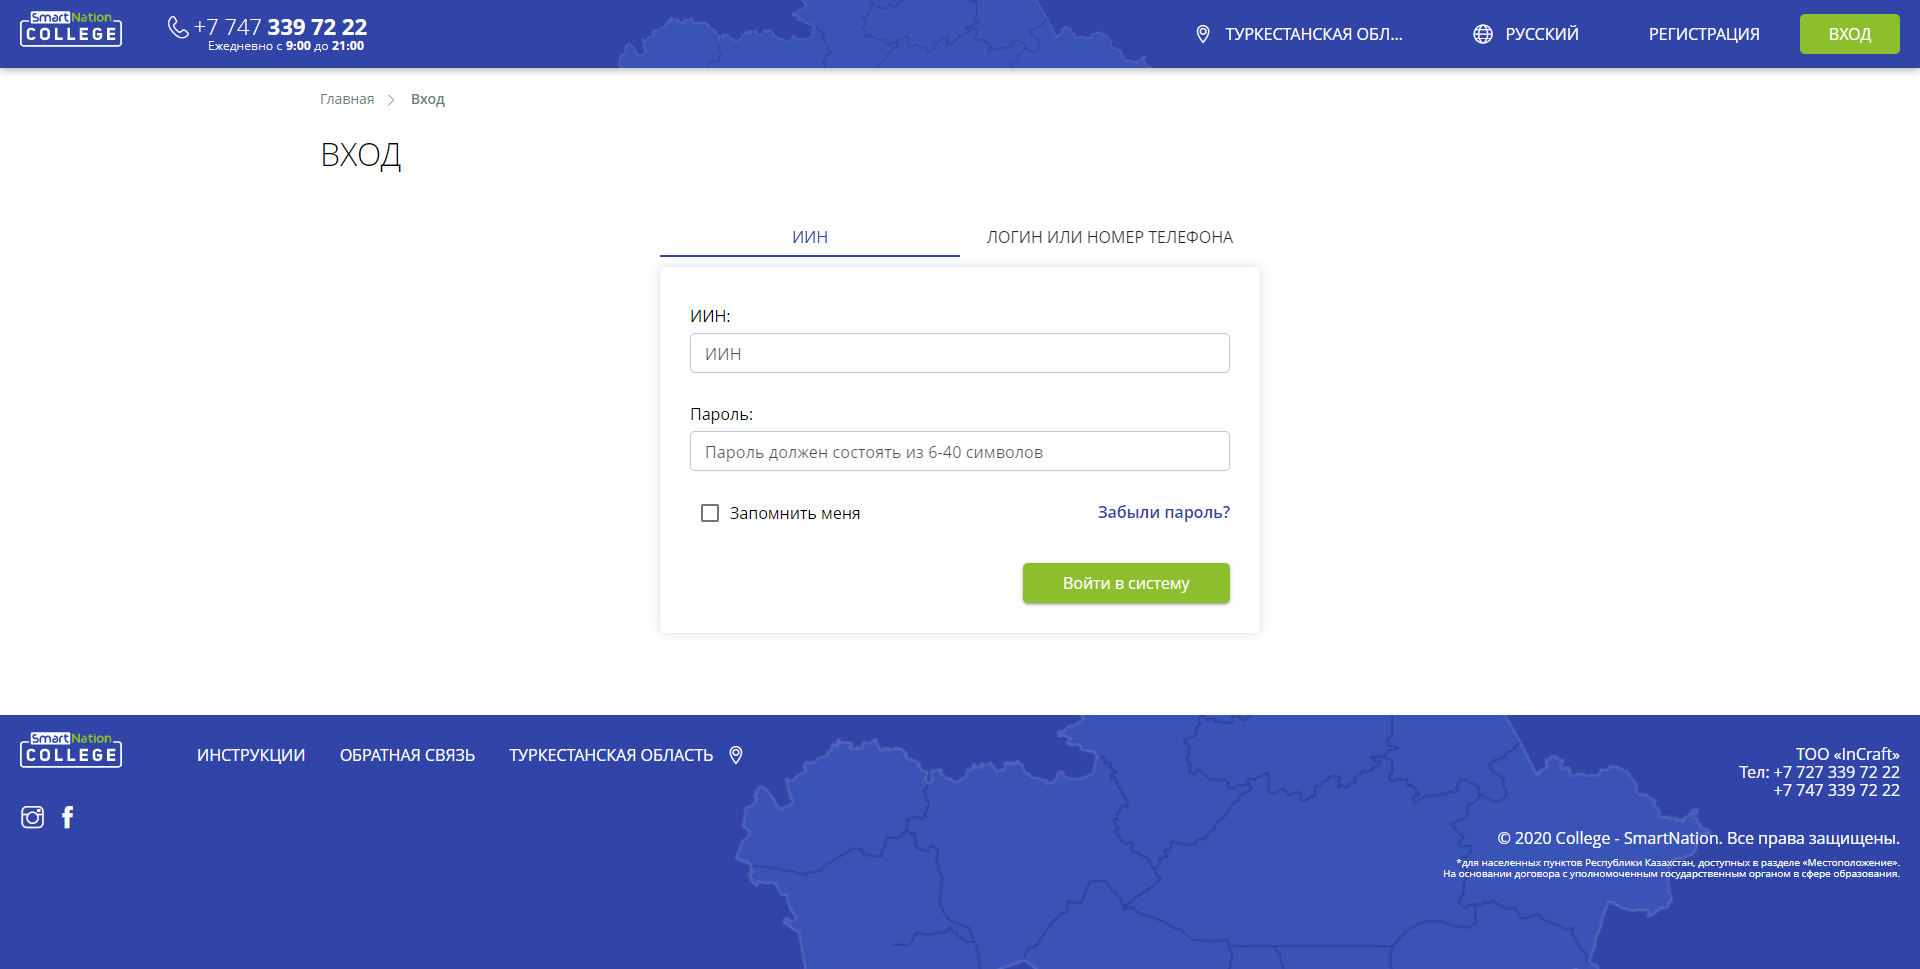 SmartNation
COLLEGE
+7 747 339 72 22
Ежедневно с 9:00 до 21:00
ТУРКЕСТАНСКАЯ ОБЛ...
РУССКИЙ
РЕГИСТРАЦИЯ
ВХОД
Главная
Вход
ВХОД
ИИН
ЛОГИН ИЛИ НОМЕР ТЕЛЕФОНА
ИИН:
ИИН
Пароль:
Пароль должен состоять из 6-40 символов
Запомнить меня
Забыли пароль?
Войти в систему
SmartNation
COLLEGE
ИНСТРУКЦИИ
ОБРАТНАЯ СВЯЗЬ
ТУРКЕСТАНСКАЯ ОБЛАСТЬ
ТОО «InCraft»
Тел: +7 727 339 72 22
+7 747 339 72 22
© 2020 College - SmartNation. Все права защищены.
*для населенных пунктов Республики Казахстан, доступных в разделе «Местоположение».
На основании договора с уполномоченным государственным органом в сфере образования.